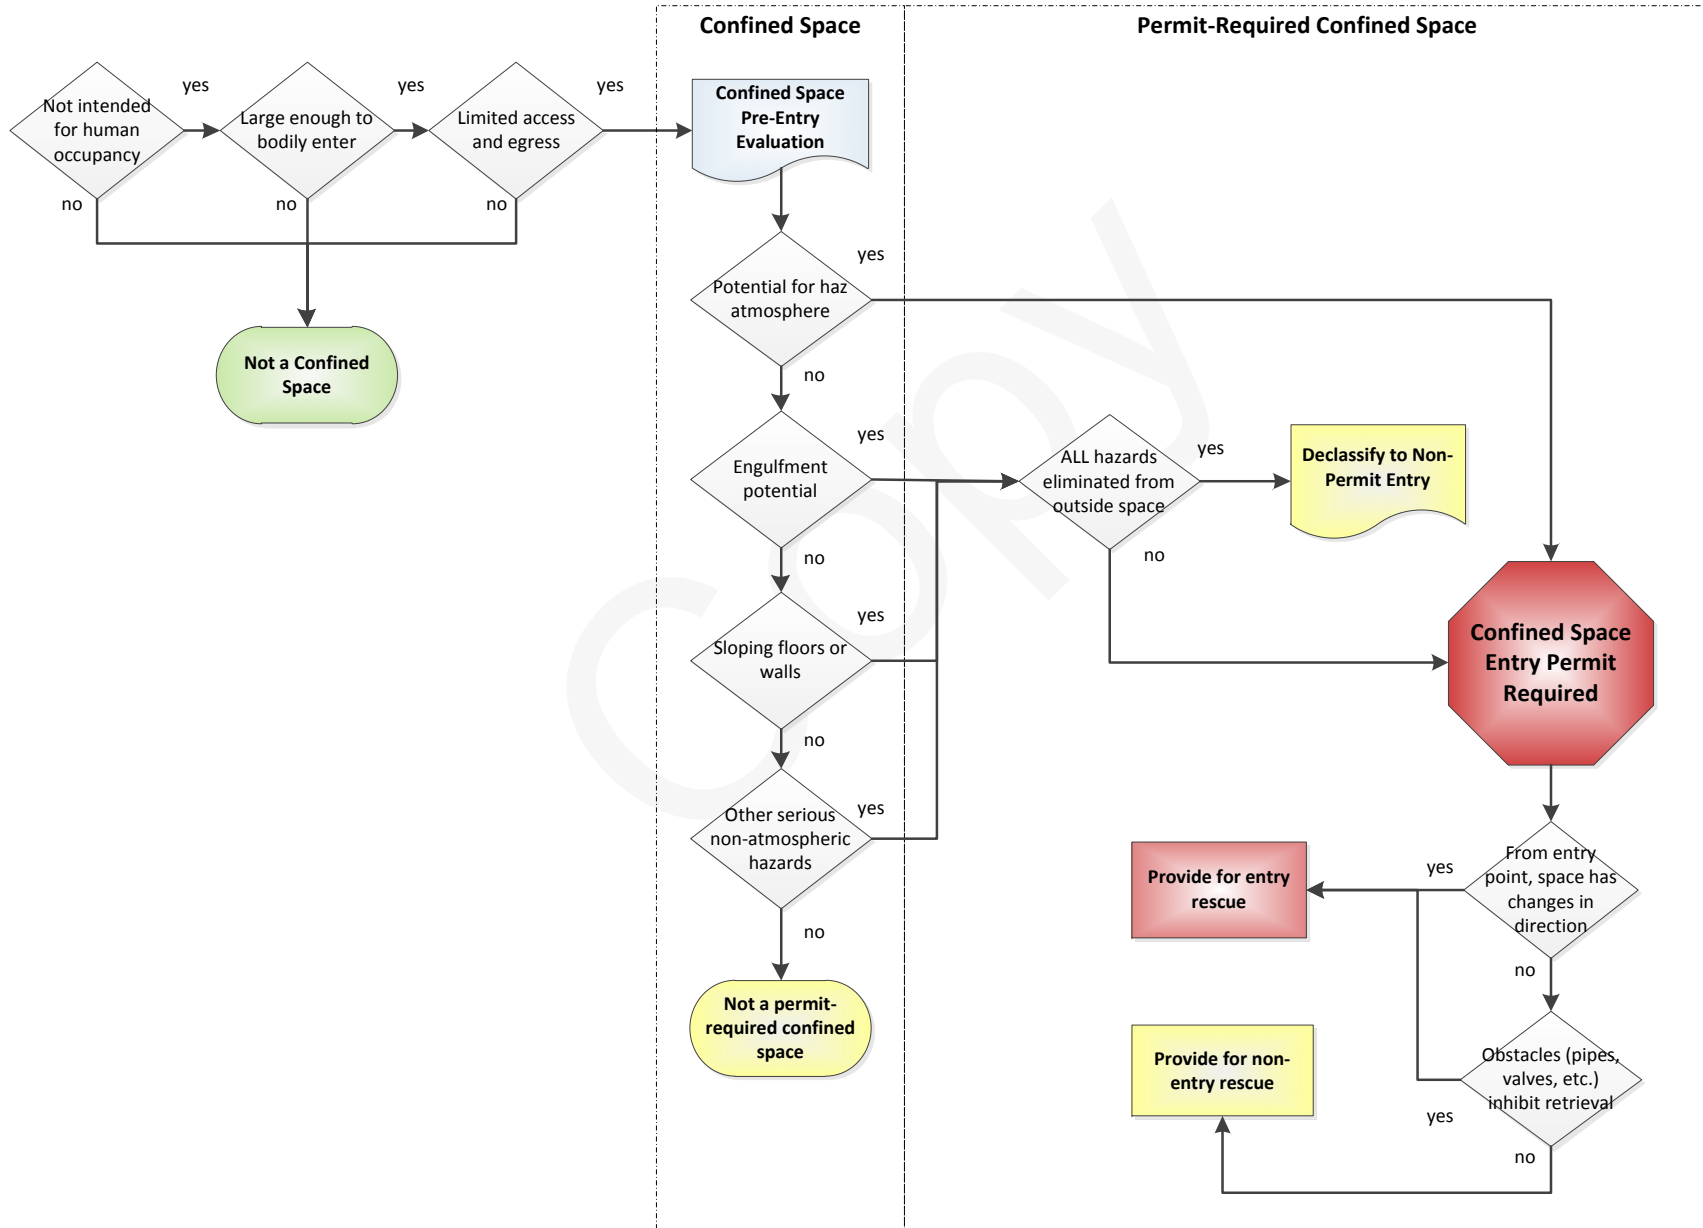 Confined Space
Permit-Required Confined Space
Not intended
for human
occupancy
yes
no
Large enough to
bodily enter
yes
no
Limited access
and egress
yes
no
Not a Confined
Space
Confined Space
Pre-Entry
Evaluation
Potential for haz
atmosphere
yes
no
Engulfment
potential
yes
no
Sloping floors or
walls
yes
no
Other serious
non-atmospheric
hazards
yes
no
Not a permit-
required confined
space
ALL hazards
eliminated from
outside space
yes
no
Declassify to Non-
Permit Entry
Confined Space
Entry Permit
Required
From entry
point, space has
changes in
direction
yes
no
Provide for entry
rescue
Obstacles (pipes,
valves, etc.)
inhibit retrieval
yes
no
Provide for non-
entry rescue
Copy